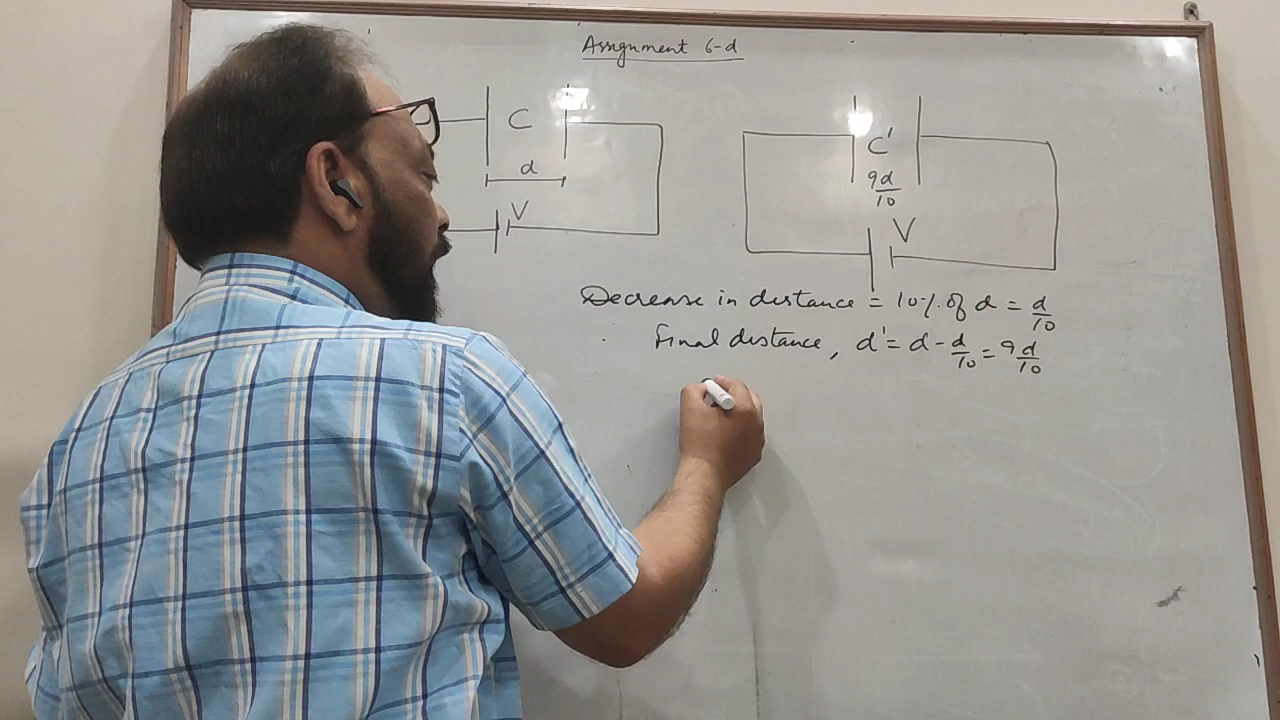 Assignment 6-d
C
d
V
C'
9d/10
V
Decrease in distance = 10% of d = d/10
Final distance, d' = d - d/10 = 9d/10